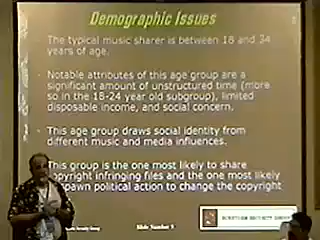 Demographic Issues
- The typical music sharer is between 18 and 34
years of age.
- Notable attributes of this age group are a
significant amount of unstructured time (more
so in the 18-24 year old subgroup), limited
disposable income, and social concern.
- This age group draws social identity from
different music and media influences.
- This group is the one most likely to share
copyright infringing files and the one most likely
spawn political action to change the copyright
Slide Number 5